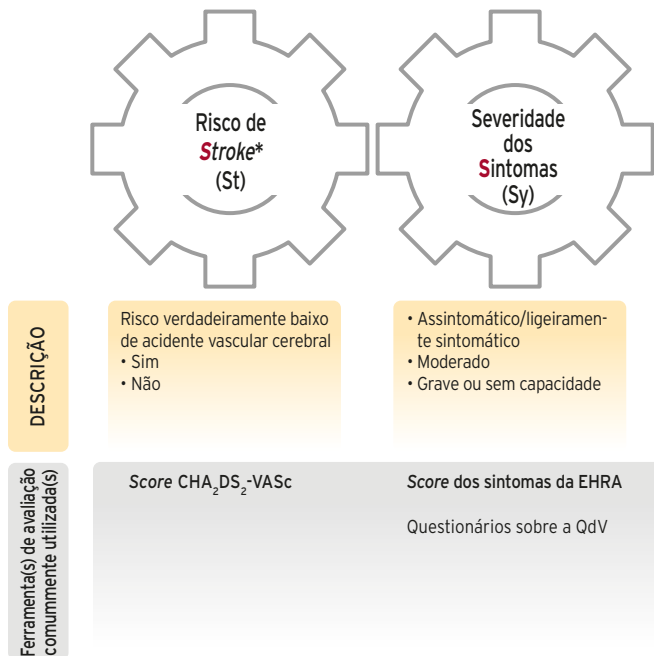 Risco de
Stroke*
(St)
Severidade
dos
Sintomas
(Sy)
DESCRIÇÃO
Risco verdadeiramente baixo
de acidente vascular cerebral
• Sim
• Não
• Assintomático/ligeiramen-
te sintomático
• Moderado
• Grave ou sem capacidade
Ferramenta(s) de avaliação
comummente utilizada(s)
Score CHA₂DS₂-VASc
Score dos sintomas da EHRA
Questionários sobre a QdV